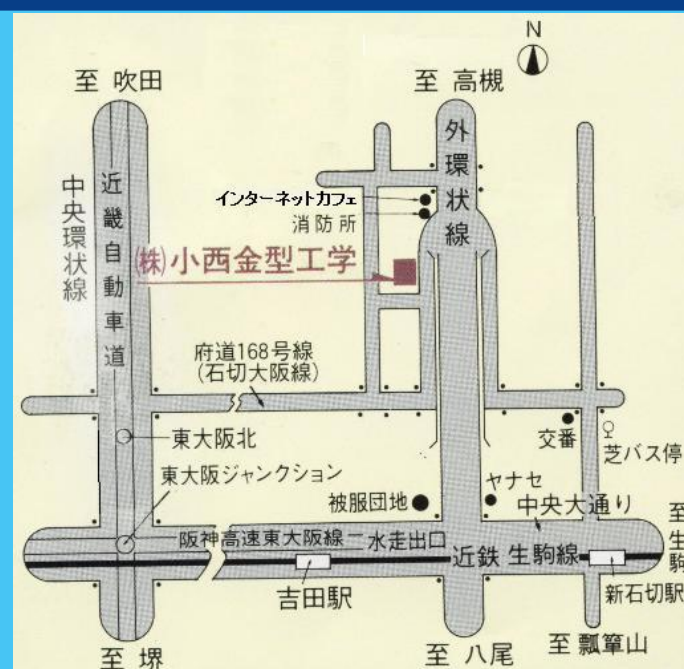 N
至 吹田
至 高槻
外環状線
中央環状線
近畿自動車道
インターネットカフェ
消防所
(株)小西金型工学
府道168号線
(石切大阪線)
東大阪北
交番
芝バス停
東大阪ジャンクション
被服団地
ヤナセ
中央大通り
至生駒
阪神高速東大阪線
水走出口
近鉄 生駒線
吉田駅
新石切駅
至 堺
至 八尾
至 瓢箪山